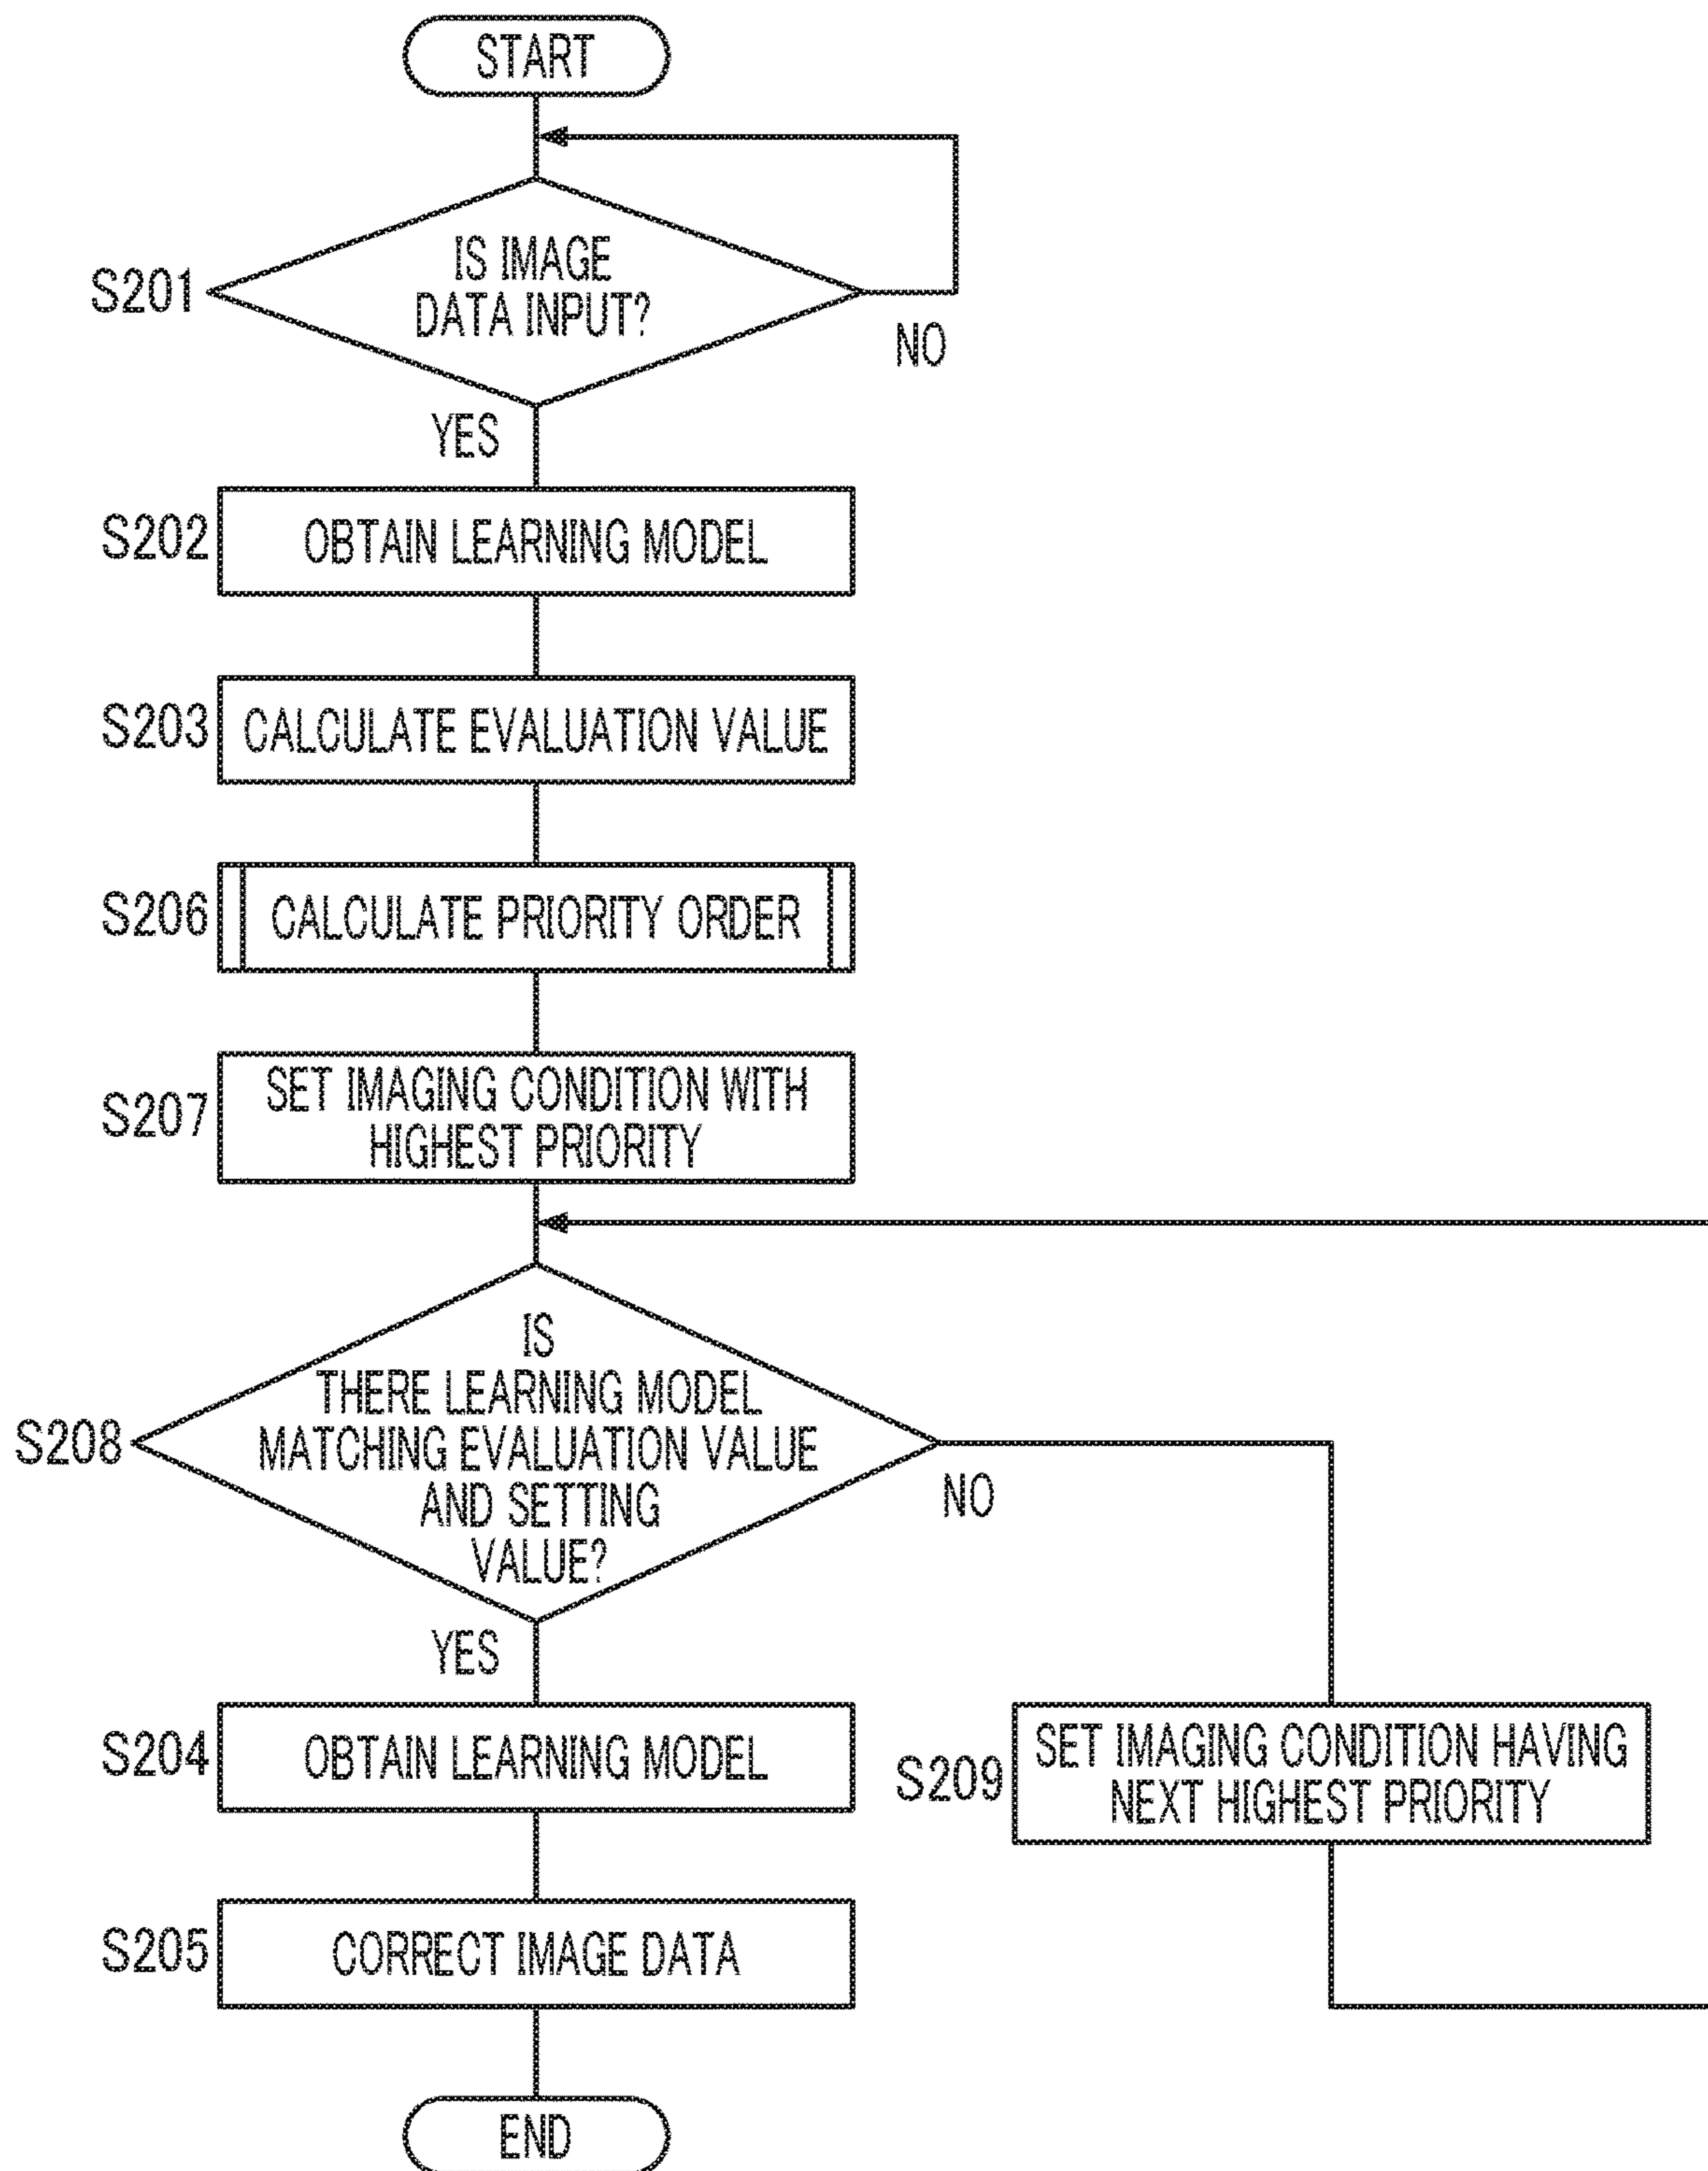 START
S201
IS IMAGE
DATA INPUT?
NO
YES
S202
OBTAIN LEARNING MODEL
S203
CALCULATE EVALUATION VALUE
S206
CALCULATE PRIORITY ORDER
S207
SET IMAGING CONDITION WITH
HIGHEST PRIORITY
S208
IS
THERE LEARNING MODEL
MATCHING EVALUATION VALUE
AND SETTING
VALUE?
NO
YES
S204
OBTAIN LEARNING MODEL
S209
SET IMAGING CONDITION HAVING
NEXT HIGHEST PRIORITY
S205
CORRECT IMAGE DATA
END